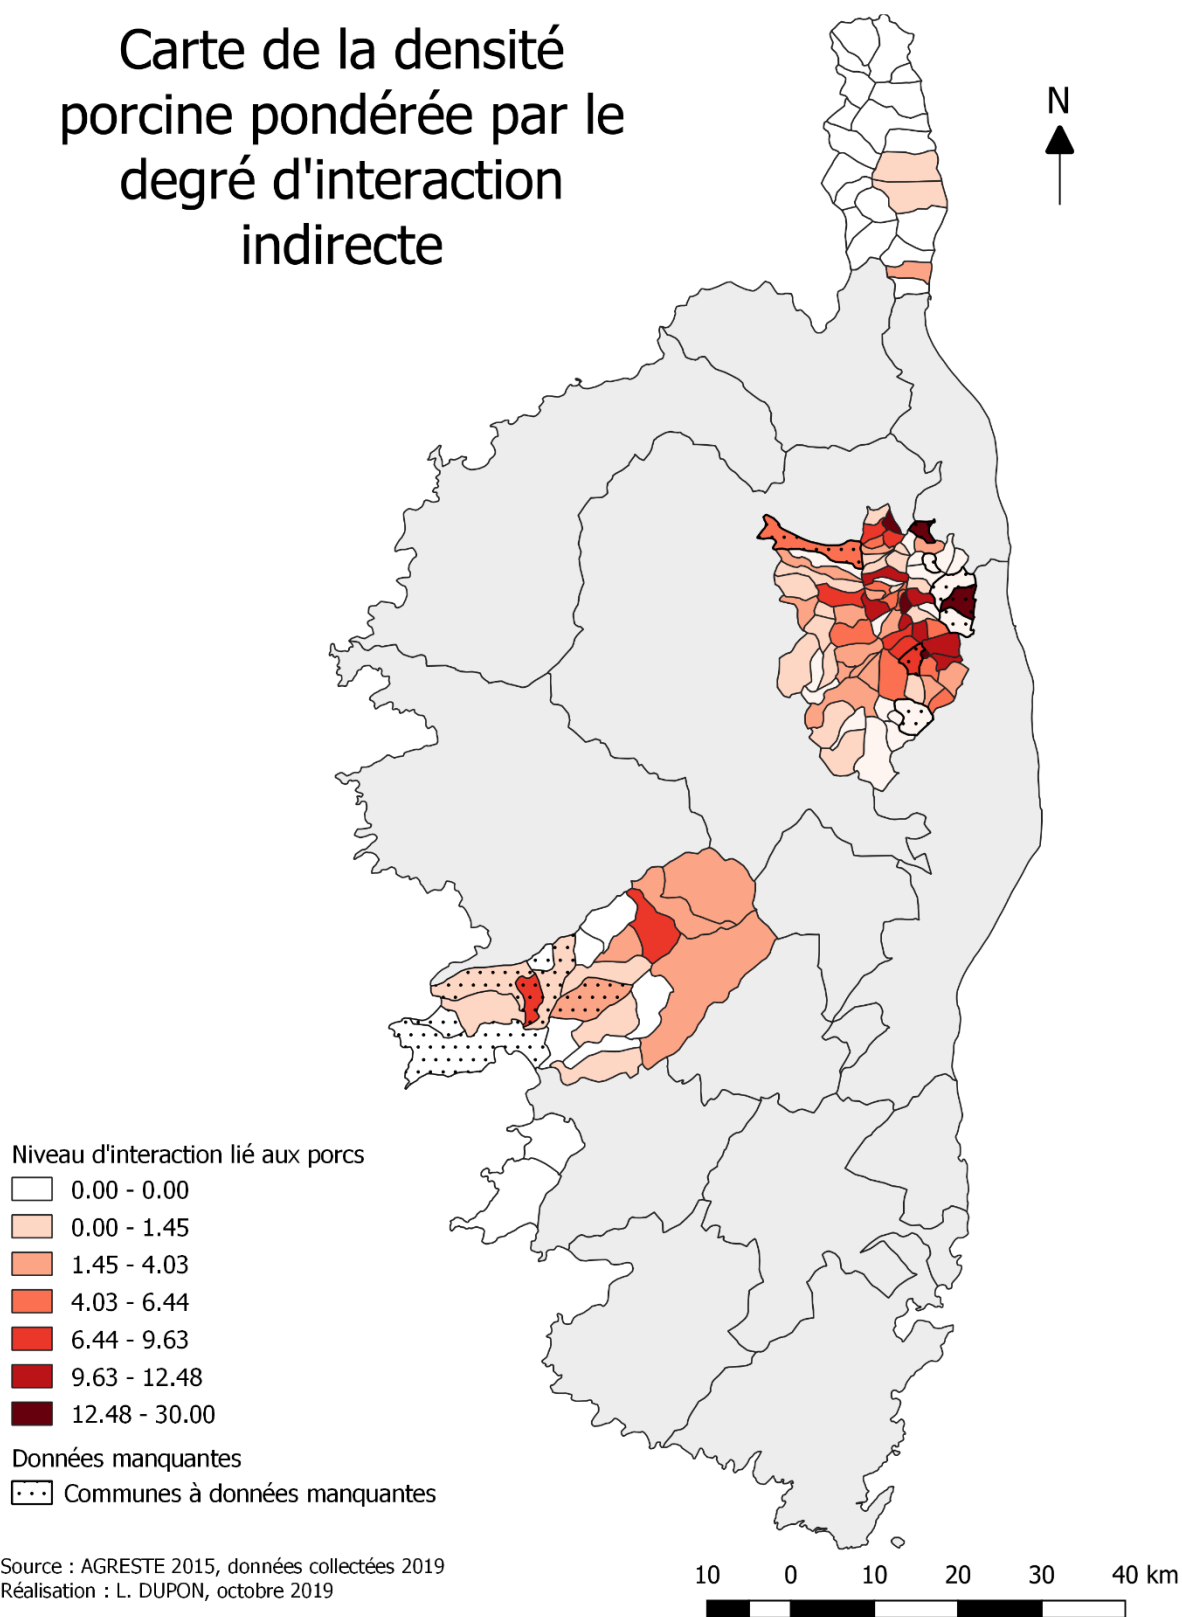 Carte de la densité
porcine pondérée par le
degré d'interaction
indirecte
N
Niveau d'interaction lié aux porcs
0.00 - 0.00
0.00 - 1.45
1.45 - 4.03
4.03 - 6.44
6.44 - 9.63
9.63 - 12.48
12.48 - 30.00
Données manquantes
Communes à données manquantes
Source : AGRESTE 2015, données collectées 2019
Réalisation : L. DUPON, octobre 2019
10 0 10 20 30 40 km